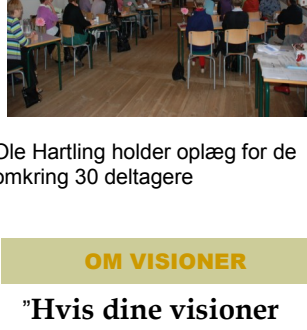 Ole Hartling holder oplæg for de
omkring 30 deltagere
OM VISIONER
”Hvis dine visioner